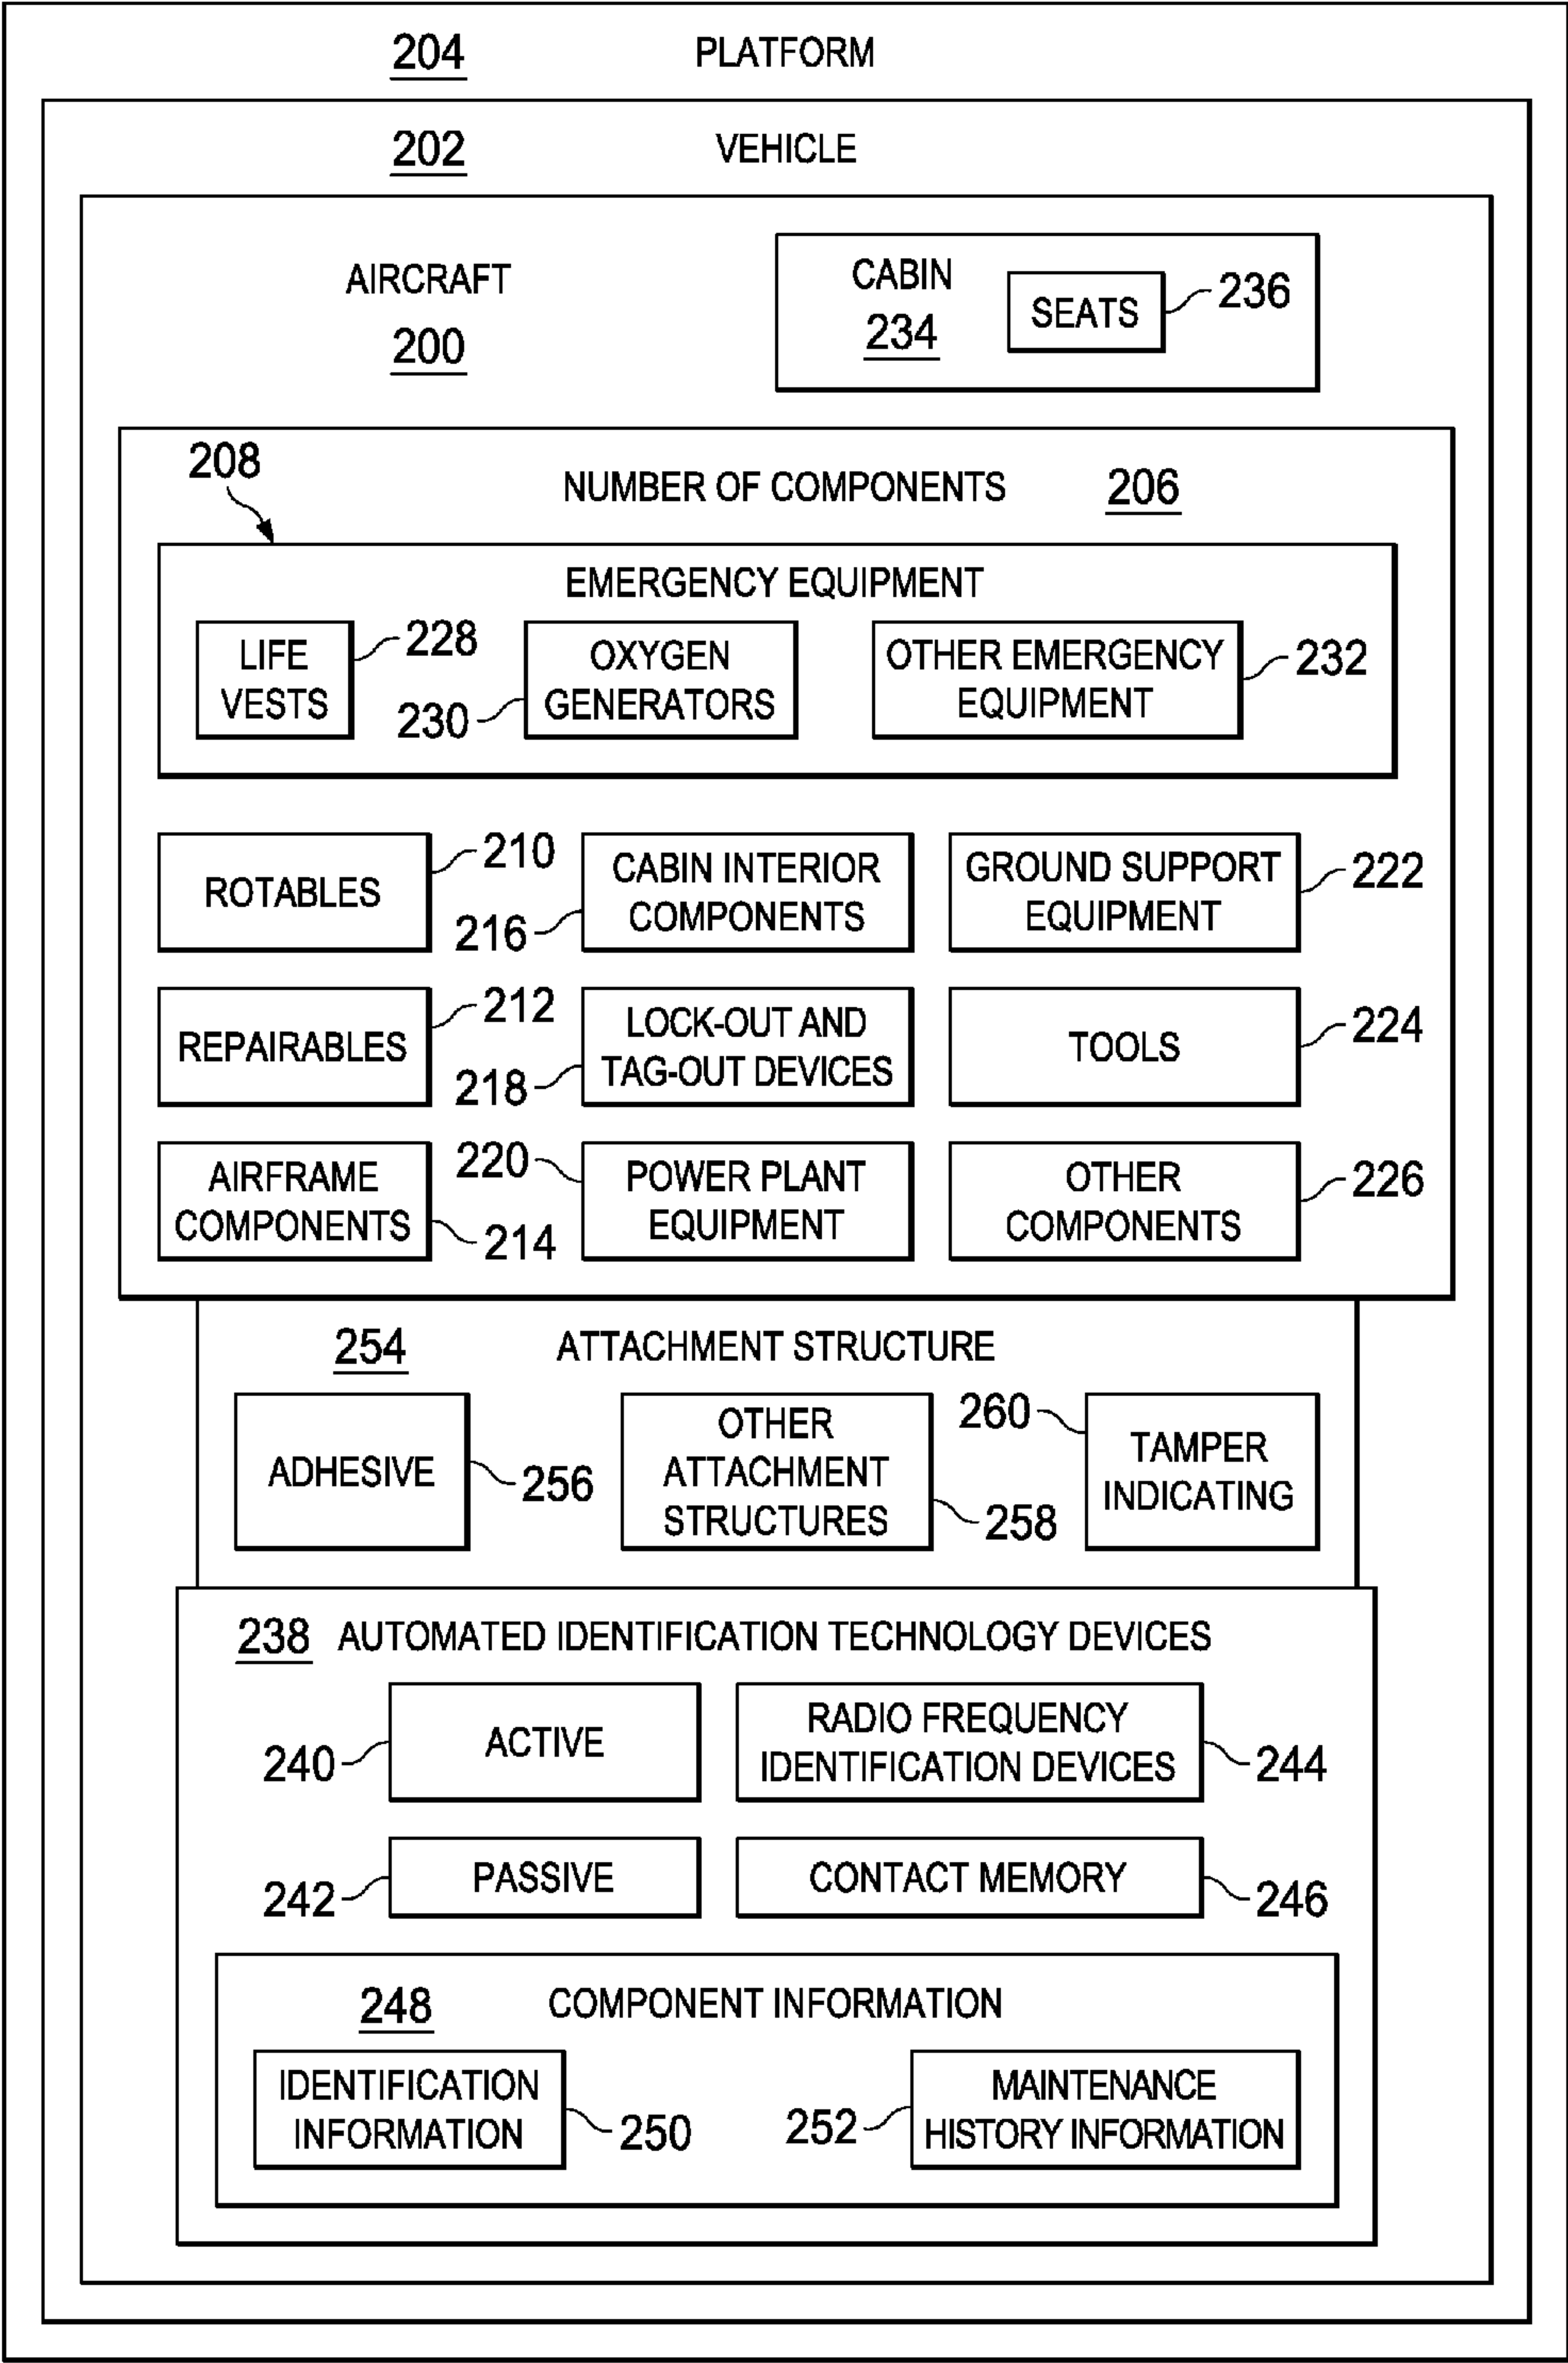 204 PLATFORM
202 VEHICLE
AIRCRAFT
200
CABIN
234
SEATS
236
208
NUMBER OF COMPONENTS 206
EMERGENCY EQUIPMENT
LIFE
VESTS
228
230
OXYGEN
GENERATORS
OTHER EMERGENCY
EQUIPMENT
232
ROTABLES
210
216
CABIN INTERIOR
COMPONENTS
GROUND SUPPORT
EQUIPMENT
222
REPAIRABLES
212
218
LOCK-OUT AND
TAG-OUT DEVICES
TOOLS
224
AIRFRAME
COMPONENTS
214
220
POWER PLANT
EQUIPMENT
OTHER
COMPONENTS
226
254 ATTACHMENT STRUCTURE
ADHESIVE
256
OTHER
ATTACHMENT
STRUCTURES
258
260
TAMPER
INDICATING
238 AUTOMATED IDENTIFICATION TECHNOLOGY DEVICES
240
ACTIVE
RADIO FREQUENCY
IDENTIFICATION DEVICES
244
242
PASSIVE
CONTACT MEMORY
246
248 COMPONENT INFORMATION
IDENTIFICATION
INFORMATION
250
252
MAINTENANCE
HISTORY INFORMATION